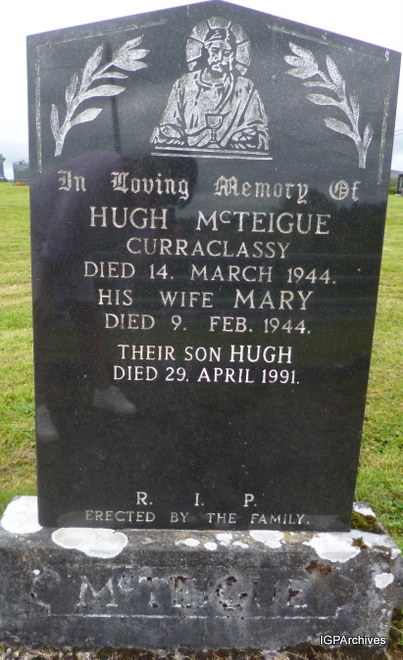 In Loving Memory Of
HUGH McTEIGUE
CURRACLASSY
DIED 14. MARCH 1944.
HIS WIFE MARY
DIED 9. FEB. 1944.
THEIR SON HUGH
DIED 29. APRIL 1991.
R. I. P.
ERECTED BY THE FAMILY.
McTEIGUE
IGPArchives